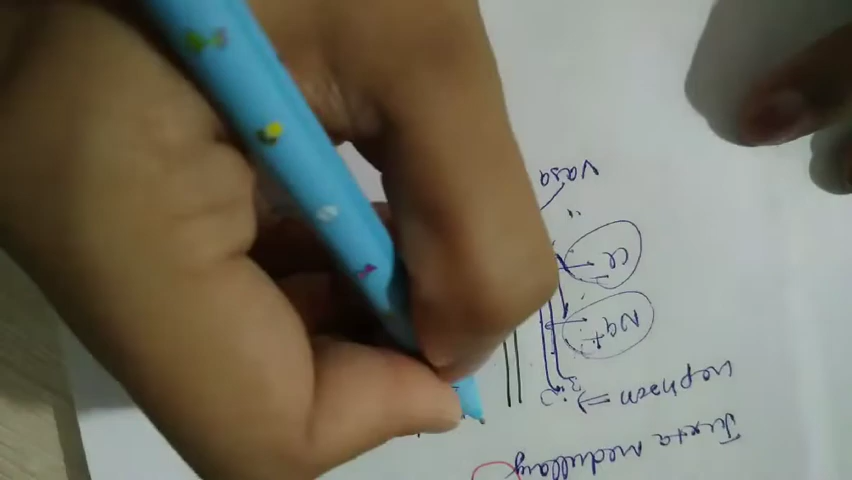 Juxta medullary
nephron ⇒
Na+
Cl-
Vasa